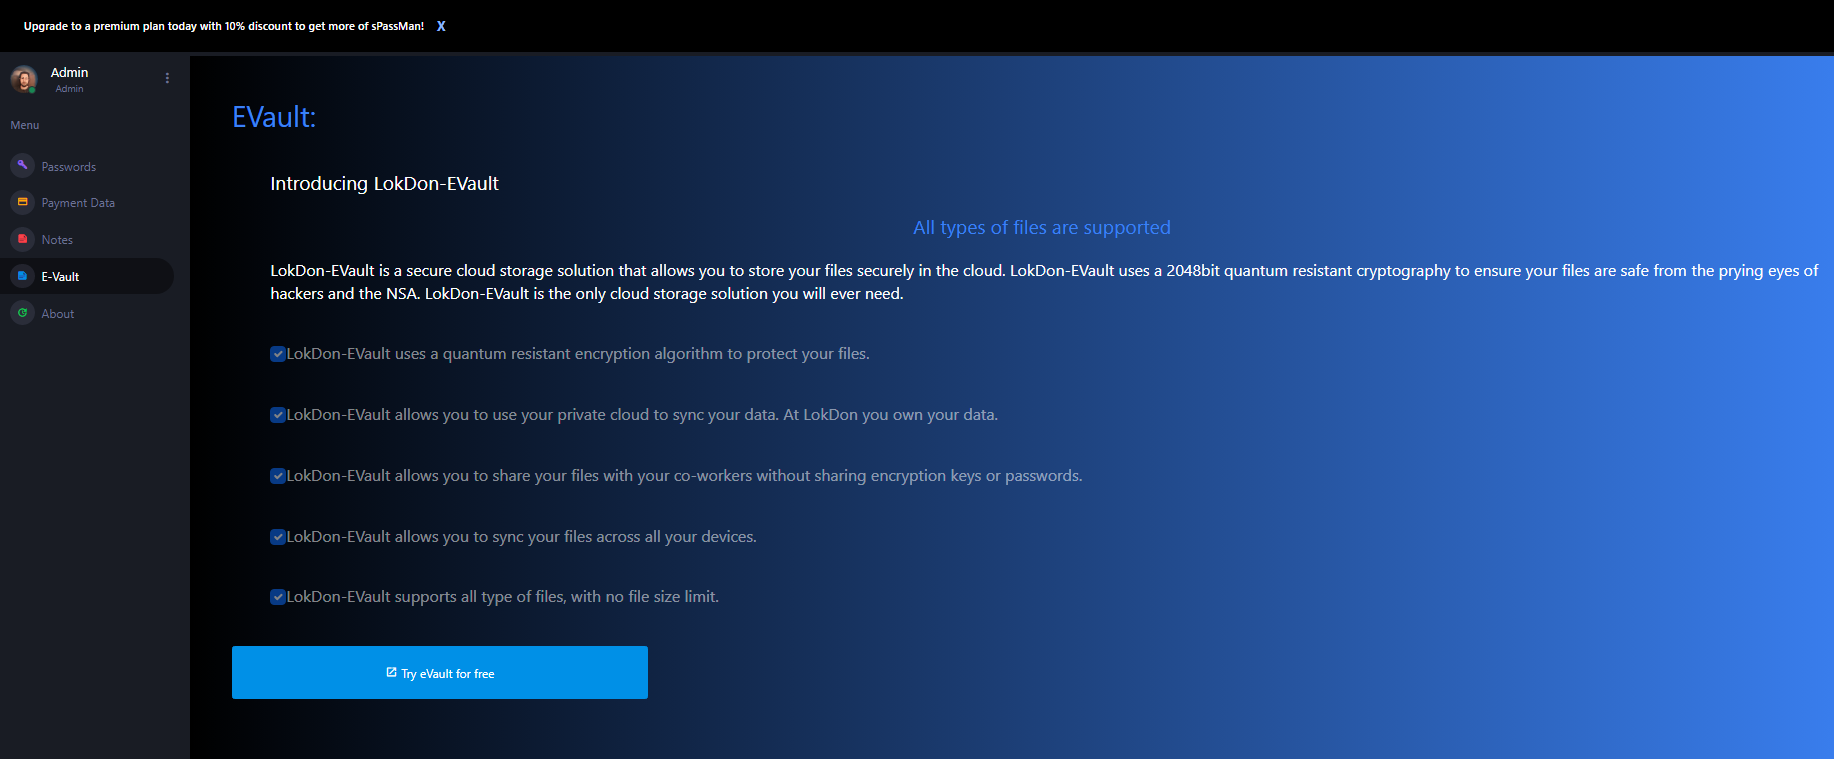 Upgrade to a premium plan today with 10% discount to get more of sPassMan! X
Admin
Admin
Menu
Passwords
Payment Data
Notes
E-Vault
About
EVault:
Introducing LokDon-EVault
All types of files are supported
LokDon-EVault is a secure cloud storage solution that allows you to store your files securely in the cloud. LokDon-EVault uses a 2048bit quantum resistant cryptography to ensure your files are safe from the prying eyes of
hackers and the NSA. LokDon-EVault is the only cloud storage solution you will ever need.
LokDon-EVault uses a quantum resistant encryption algorithm to protect your files.
LokDon-EVault allows you to use your private cloud to sync your data. At LokDon you own your data.
LokDon-EVault allows you to share your files with your co-workers without sharing encryption keys or passwords.
LokDon-EVault allows you to sync your files across all your devices.
LokDon-EVault supports all type of files, with no file size limit.
Try eVault for free